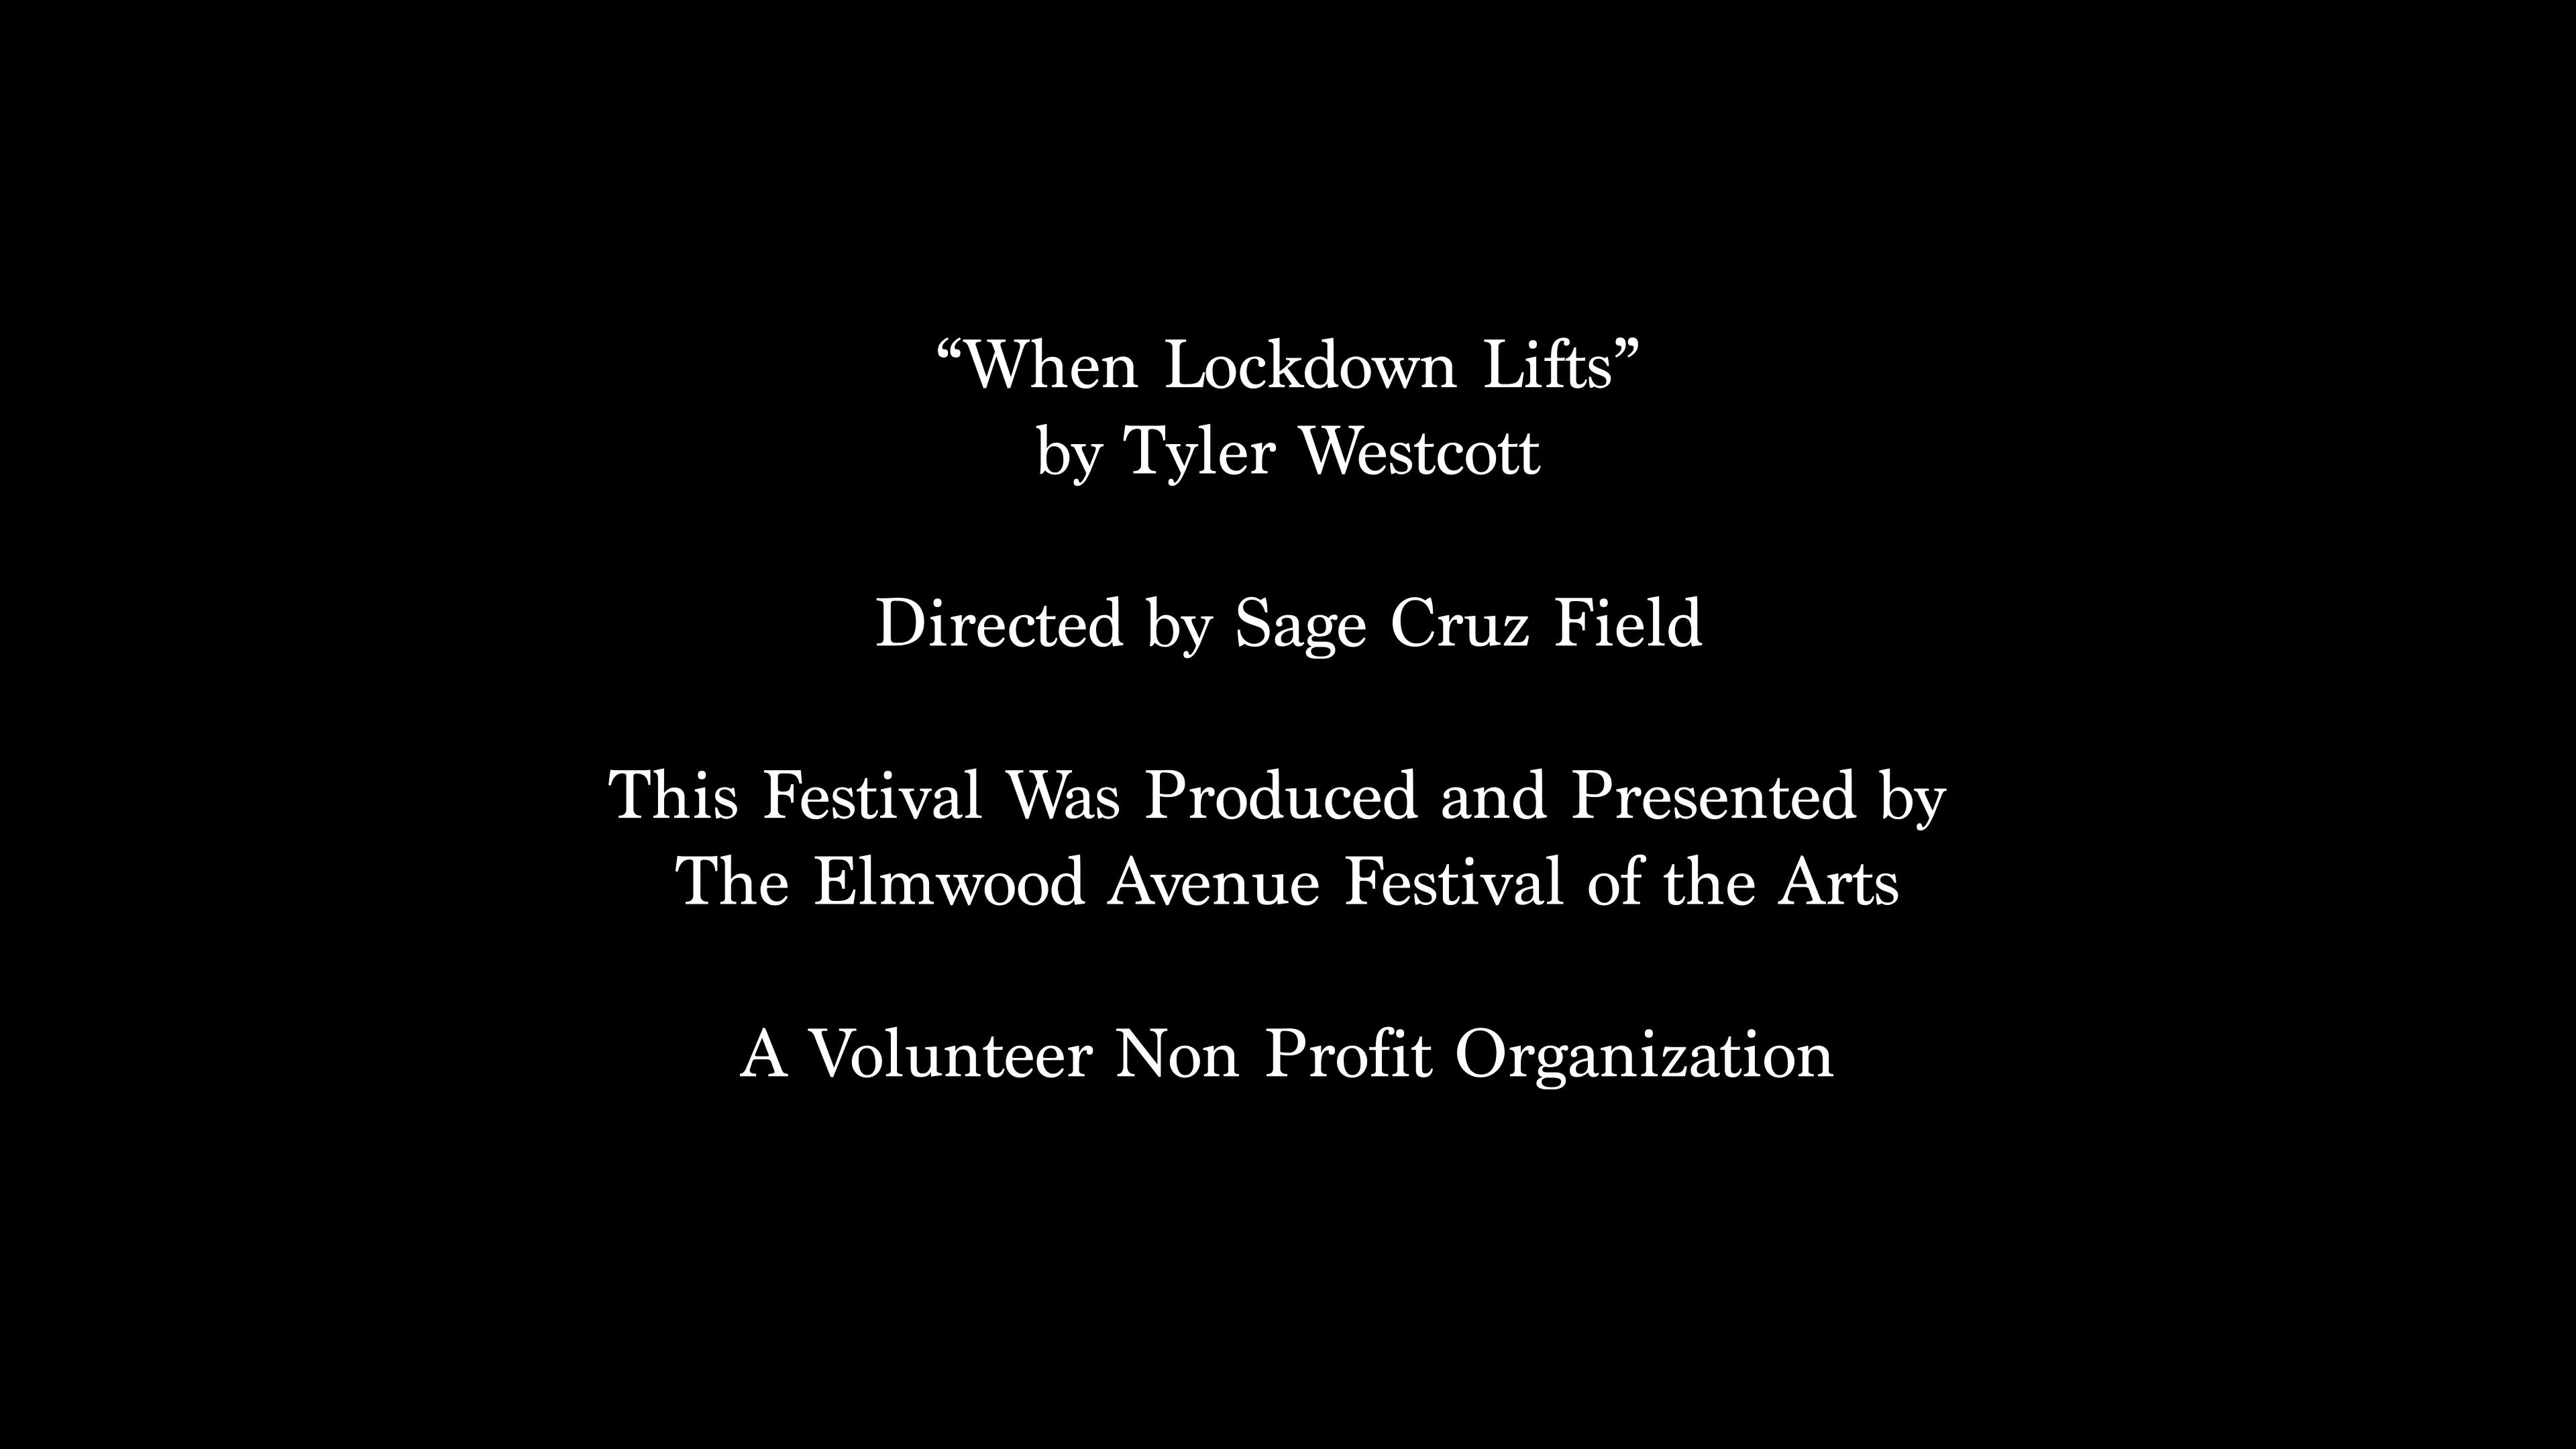 “When Lockdown Lifts”
by Tyler Westcott
Directed by Sage Cruz Field
This Festival Was Produced and Presented by
The Elmwood Avenue Festival of the Arts
A Volunteer Non Profit Organization